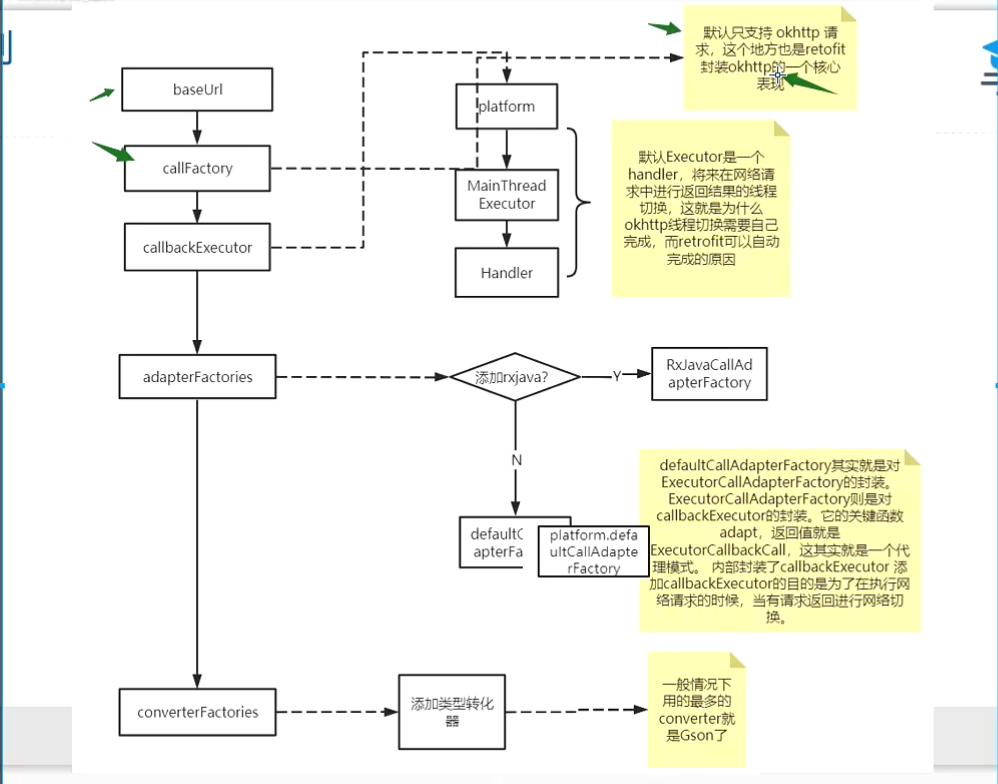 baseUrl
callFactory
callbackExecutor
adapterFactories
converterFactories
platform
MainThread
Executor
Handler
默认只支持 okhttp 请
求，这个地方也是retofit
封装okhttp的一个核心
表现
默认Executor是一个
handler，将来在网络请
求中进行返回结果的线程
切换，这就是为什么
okhttp线程切换需要自己
完成，而retrofit可以自动
完成的原因
添加rxjava?
Y
RxJavaCallAd
apterFactory
N
defaultC
apterFa
platform.defa
ultCallAdapte
rFactory
defaultCallAdapterFactory其实就是对
ExecutorCallAdapterFactory的封装。
ExecutorCallAdapterFactory则是对
callbackExecutor的封装。它的关键函数
adapt，返回值就是
ExecutorCallbackCall，这其实就是一个代
理模式。 内部封装了callbackExecutor 添
加callbackExecutor的目的是为了在执行网
络请求的时候，当有请求返回进行网络切
换。
添加类型转化
器
一般情况下
用的最多的
converter就
是Gson了